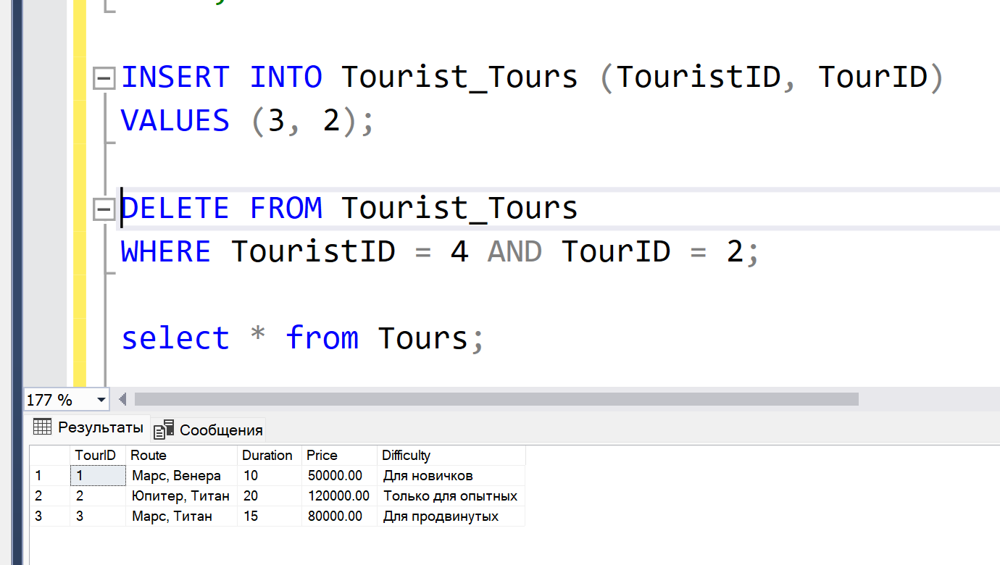 INSERT INTO Tourist_Tours (TouristID, TourID)
VALUES (3, 2);
DELETE FROM Tourist_Tours
WHERE TouristID = 4 AND TourID = 2;
select * from Tours;
177 %
Результаты Сообщения
TourID Route Duration Price Difficulty
1 1 Марс, Венера 10 50000.00 Для новичков
2 2 Юпитер, Титан 20 120000.00 Только для опытных
3 3 Марс, Титан 15 80000.00 Для продвинутых